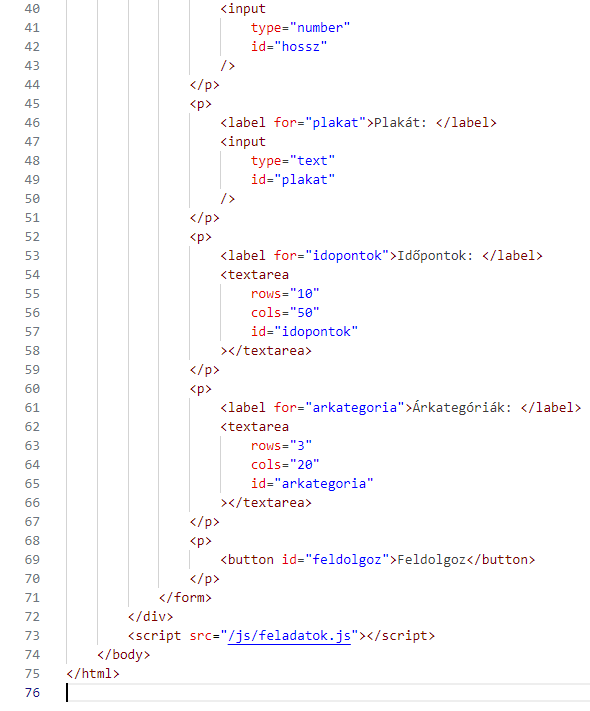 40 <input
41 type="number"
42 id="hossz"
43 />
44 </p>
45 <p>
46 <label for="plakat">Plakát: </label>
47 <input
48 type="text"
49 id="plakat"
50 />
51 </p>
52 <p>
53 <label for="idopontok">Időpontok: </label>
54 <textarea
55 rows="10"
56 cols="50"
57 id="idopontok"
58 ></textarea>
59 </p>
60 <p>
61 <label for="arkategoria">Árkategóriák: </label>
62 <textarea
63 rows="3"
64 cols="20"
65 id="arkategoria"
66 ></textarea>
67 </p>
68 <p>
69 <button id="feldolgoz">Feldolgoz</button>
70 </p>
71 </form>
72 </div>
73 <script src="/js/feladatok.js"></script>
74 </body>
75 </html>
76